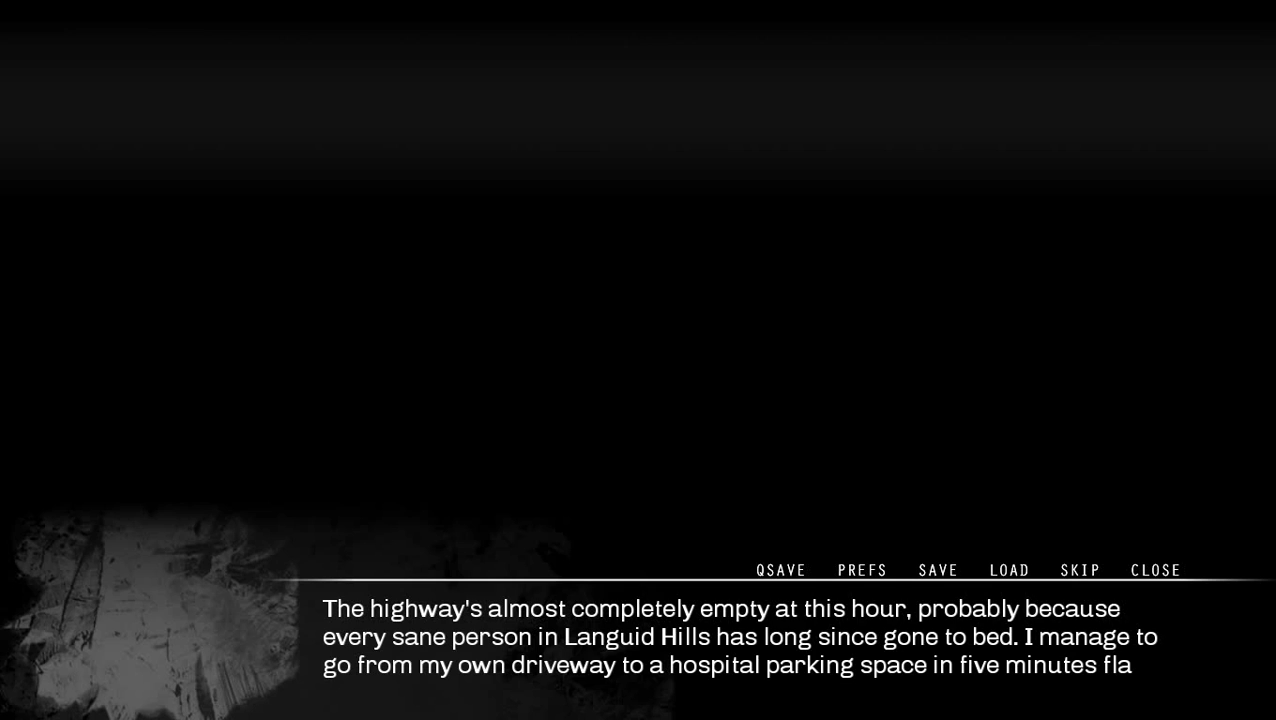 QSAVE PREFS SAVE LOAD SKIP CLOSE
The highway's almost completely empty at this hour, probably because
every sane person in Languid Hills has long since gone to bed. I manage to
go from my own driveway to a hospital parking space in five minutes fla